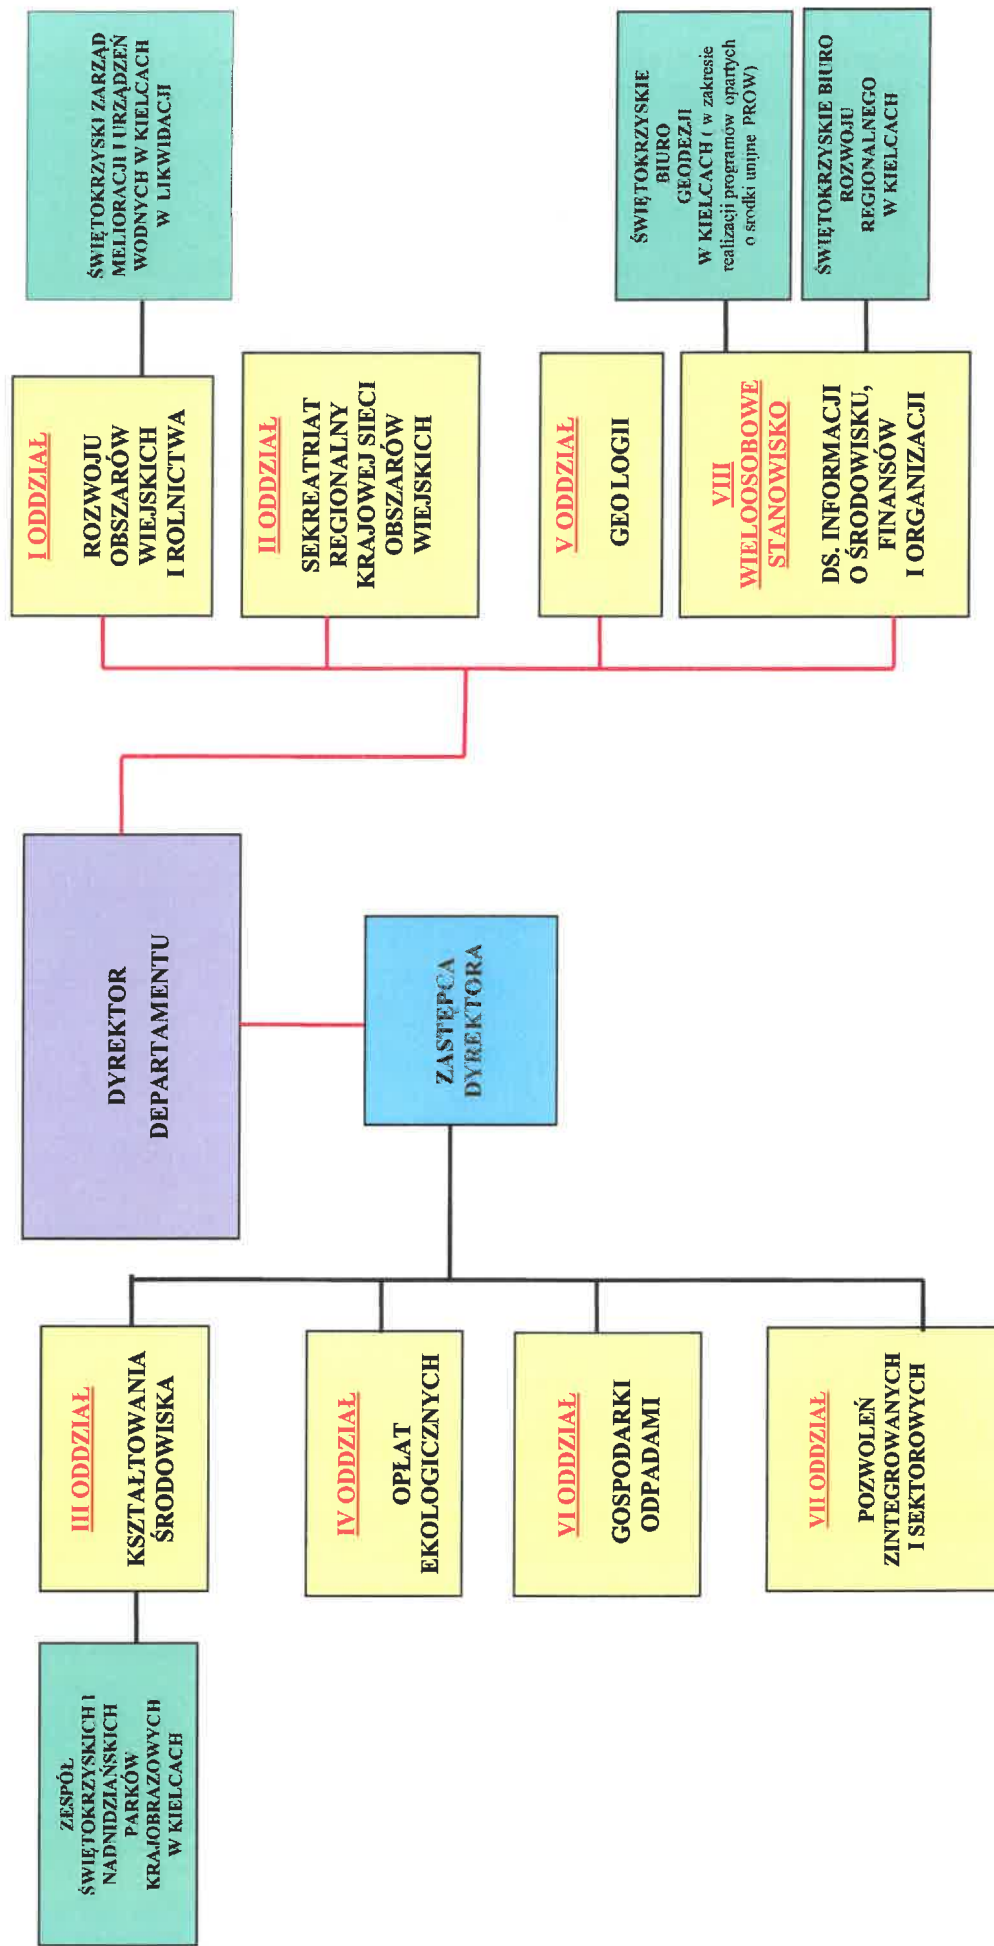 DYREKTOR
DEPARTAMENTU
ZASTĘPCA
DYREKTORA
ZESPÓŁ
ŚWIĘTOKRZYSKICH I
NADNIDZIAŃSKICH
PARKÓW
KRAJOBRAZOWYCH
W KIELCACH
III ODDZIAŁ
KSZTAŁTOWANIA
ŚRODOWISKA
IV ODDZIAŁ
OPŁAT
EKOLOGICZNYCH
VI ODDZIAŁ
GOSPODARKI
ODPADAMI
VII ODDZIAŁ
POZWOLEŃ
ZINTEGROWANYCH
I SEKTOROWYCH
I ODDZIAŁ
ROZWOJU
OBSZARÓW
WIEJSKICH
I ROLNICTWA
ŚWIĘTOKRZYSKI ZARZĄD
MELIORACJI I URZĄDZEŃ
WODNYCH W KIELCACH
W LIKWIDACJI
II ODDZIAŁ
SEKREATRIAT
REGIONALNY
KRAJOWEJ SIECI
OBSZARÓW
WIEJSKICH
V ODDZIAŁ
GEO LOGII
VIII
WIELOOSOBOWE
STANOWISKO
DS. INFORMACJI
O ŚRODOWISKU,
FINANSÓW
I ORGANIZACJI
ŚWIĘTOKRZYSKIE
BIURO
GEODEZJI
W KIELCACH ( w zakresie
realizacji programów opartych
o środki unijne PROW)
ŚWIĘTOKRZYSKIE BIURO
ROZWOJU
REGIONALNEGO
W KIELCACH